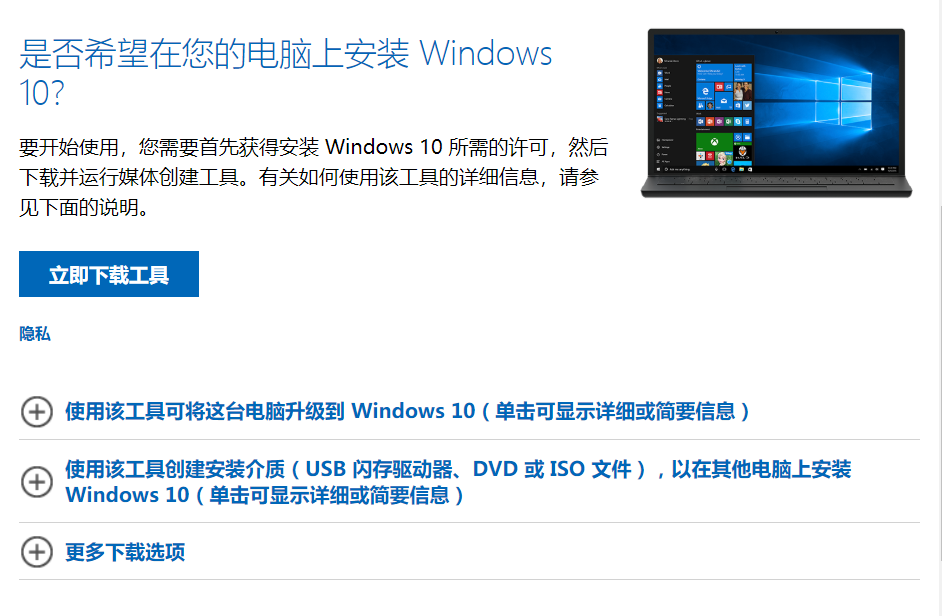 是否希望在您的电脑上安装 Windows
10?
要开始使用，您需要首先获得安装 Windows 10 所需的许可，然后
下载并运行媒体创建工具。有关如何使用该工具的详细信息，请参
见下面的说明。
立即下载工具
隐私
使用该工具可将这台电脑升级到 Windows 10 ( 单击可显示详细或简要信息 )
使用该工具创建安装介质 ( USB 闪存驱动器、DVD 或 ISO 文件 ) ，以在其他电脑上安装
Windows 10 ( 单击可显示详细或简要信息 )
更多下载选项